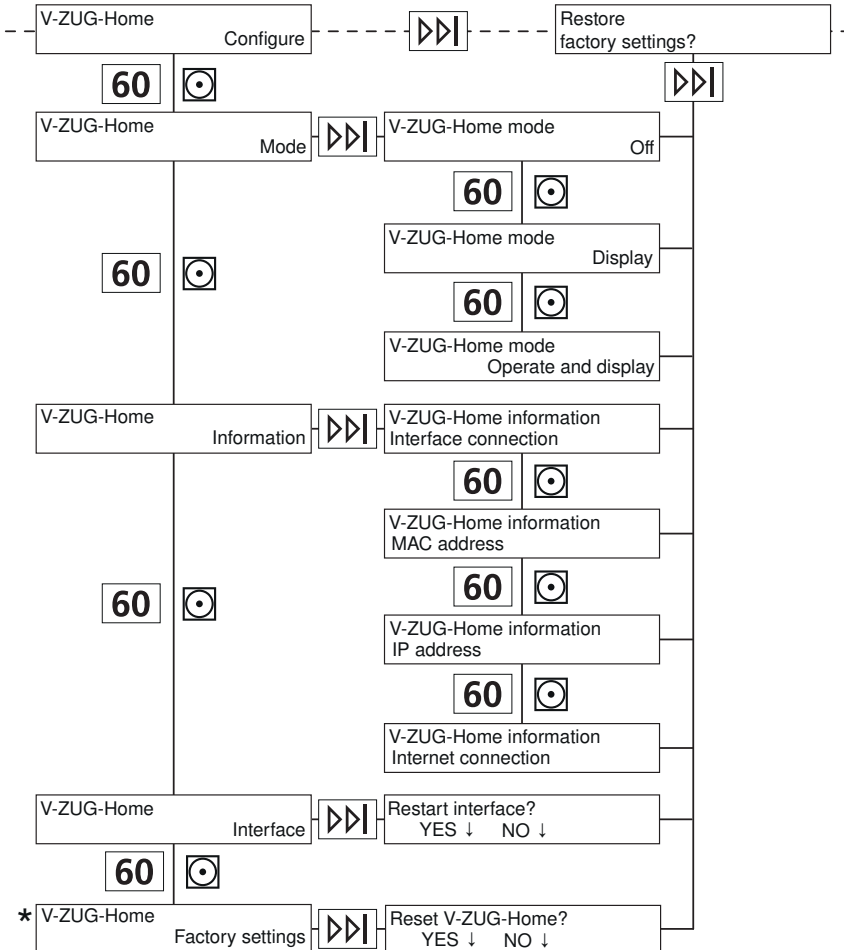 V-ZUG-Home
Configure
Restore
factory settings?
60
V-ZUG-Home
Mode
V-ZUG-Home mode
Off
60
V-ZUG-Home mode
Display
60
60
V-ZUG-Home mode
Operate and display
V-ZUG-Home
Information
V-ZUG-Home information
Interface connection
60
V-ZUG-Home information
MAC address
60
60
V-ZUG-Home information
IP address
60
V-ZUG-Home information
Internet connection
V-ZUG-Home
Interface
Restart interface?
YES ↓ NO ↓
60
* V-ZUG-Home
Factory settings
Reset V-ZUG-Home?
YES ↓ NO ↓